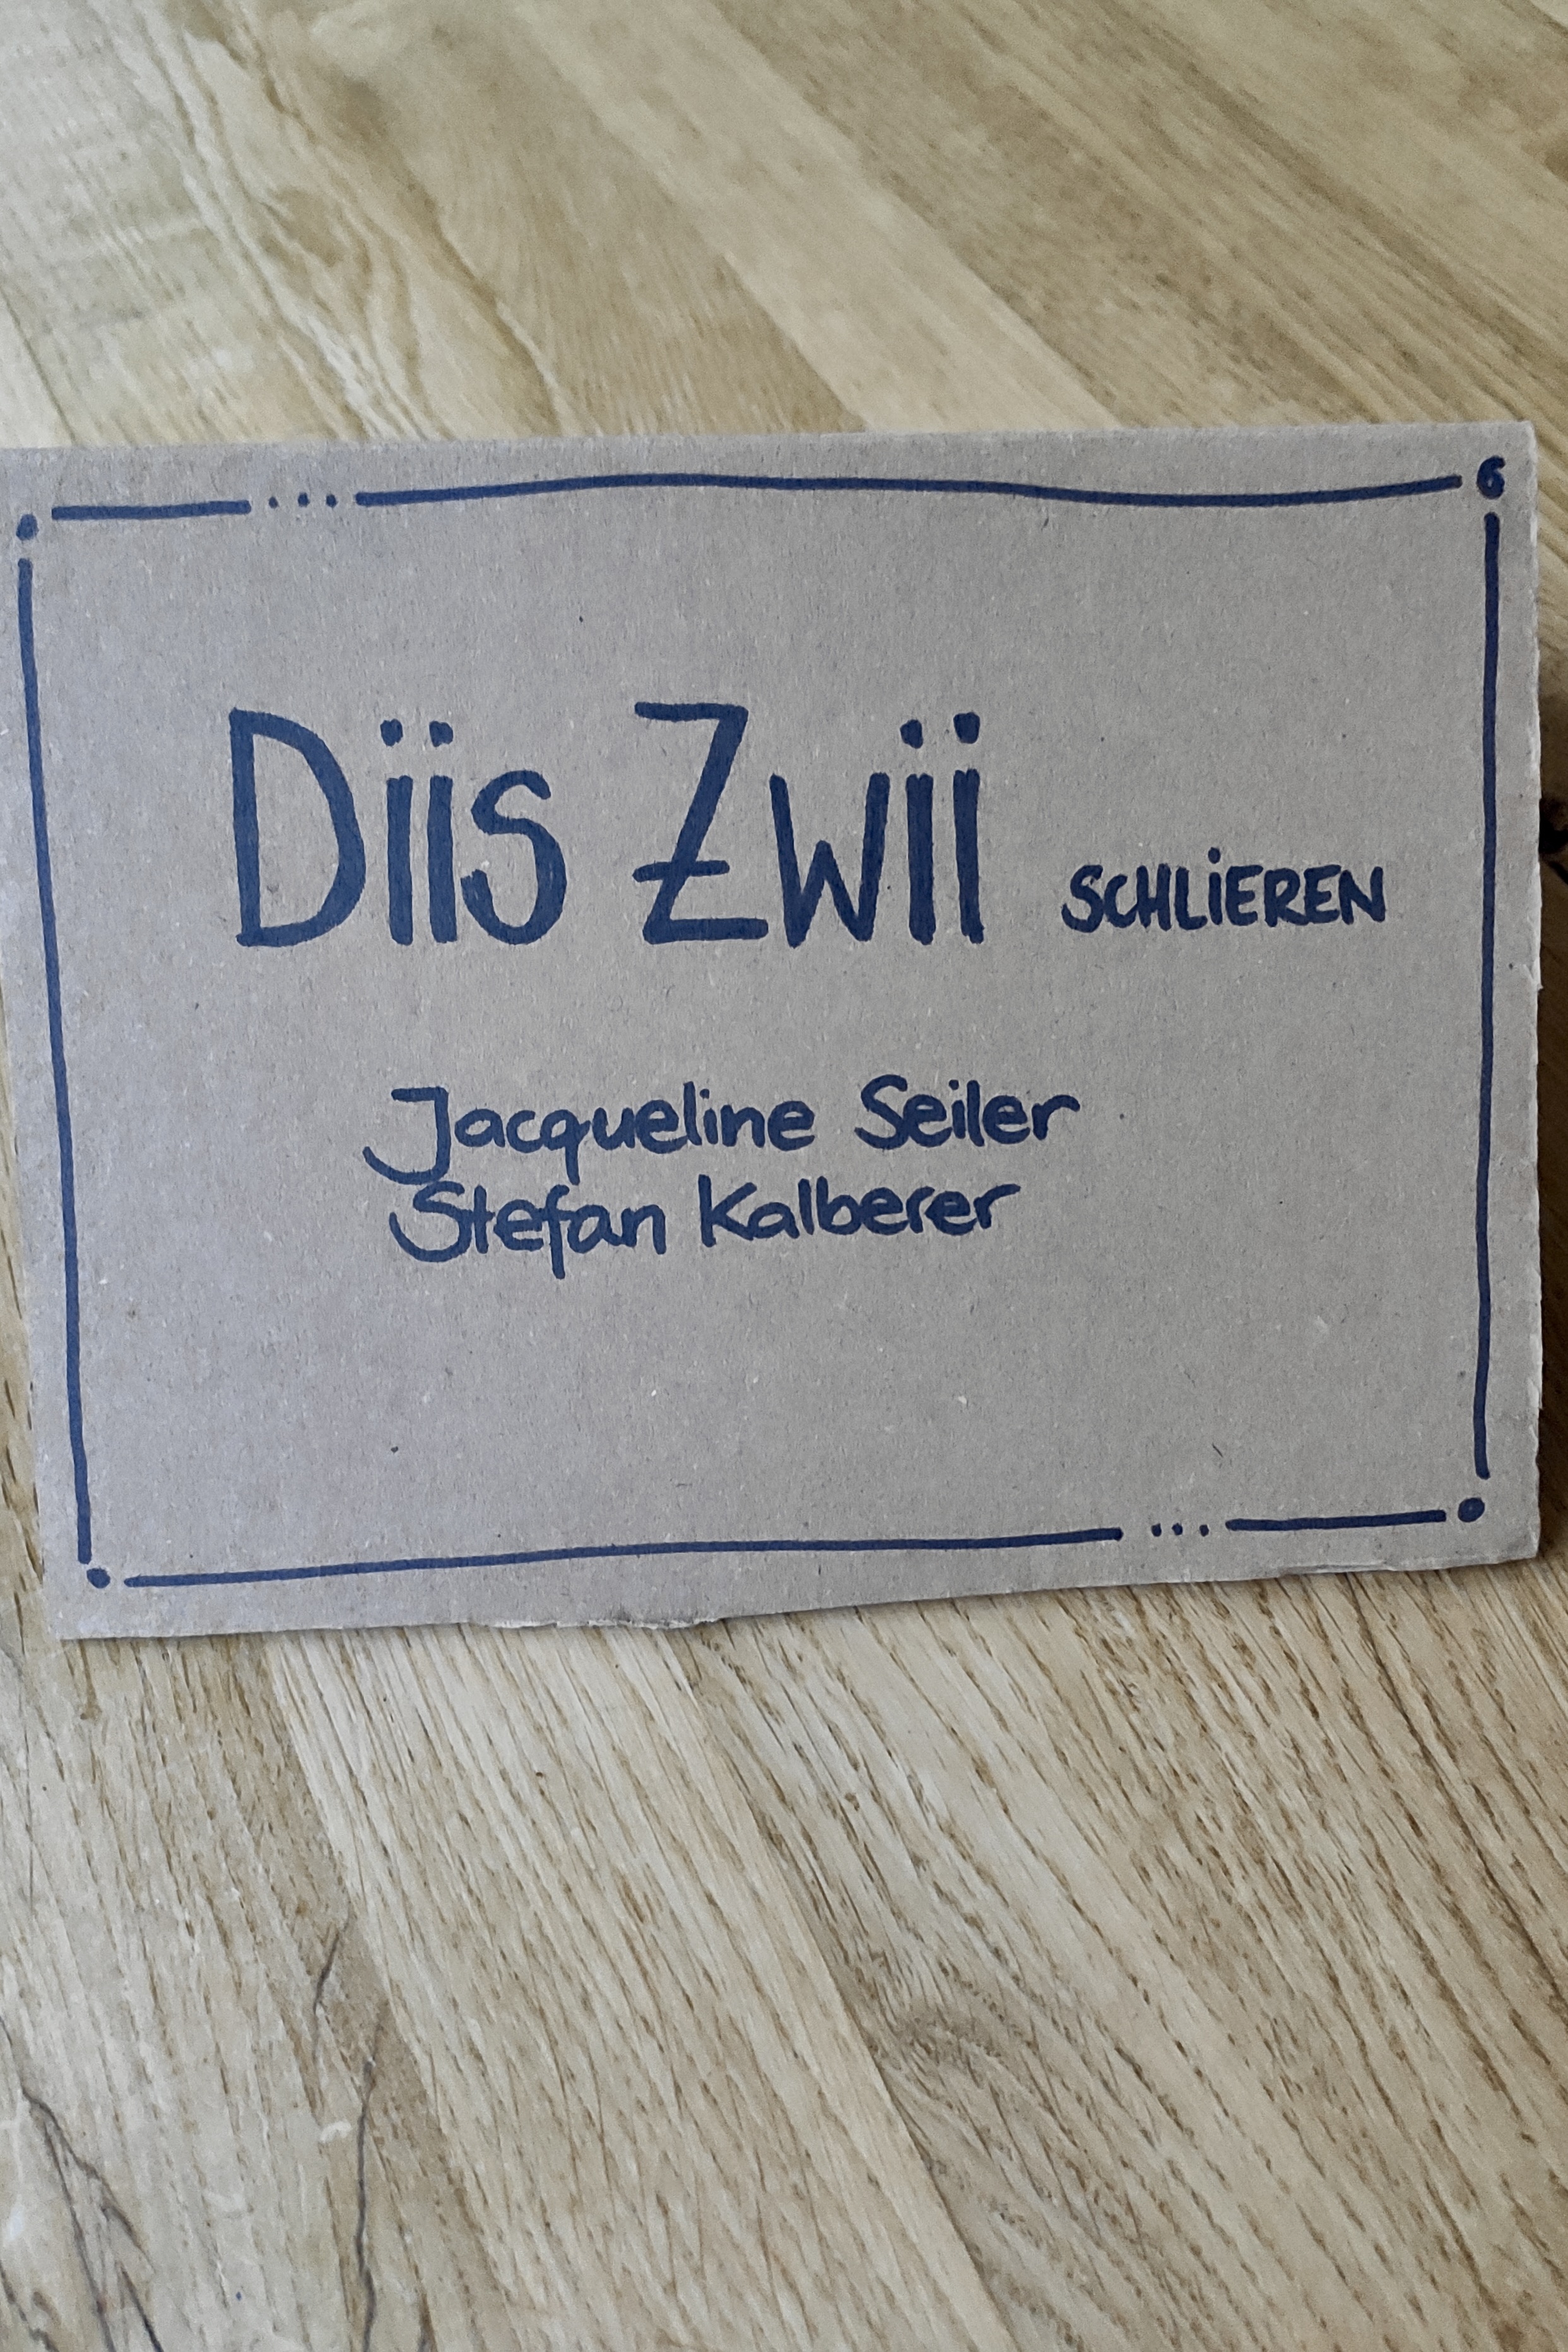 Diis Zwii SCHLiEREN
Jacqueline Seiler
Stefan Kalberer